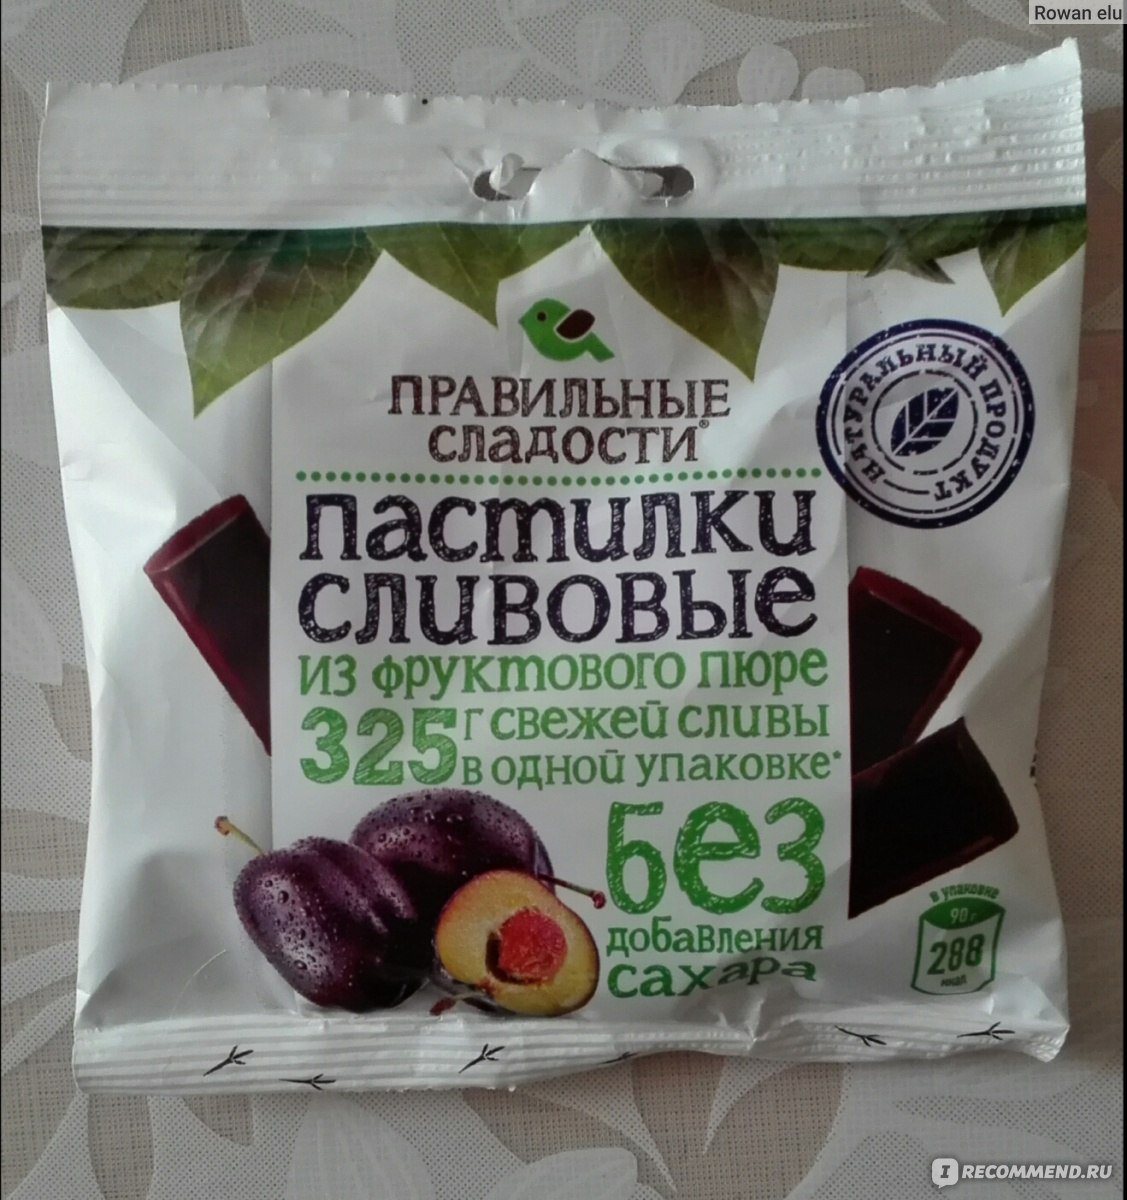 Rowan elu
ПРАВИЛЬНЫЕ
СЛАДОСТИ®
НАТУРАЛЬНЫЙ ПРОДУКТ
ПАСТИЛКИ
СЛИВОВЫЕ
ИЗ ФРУКТОВОГО ПЮРЕ
325 Г СВЕЖЕЙ СЛИВЫ
В ОДНОЙ УПАКОВКЕ*
БЕЗ
ДОБАВЛЕНИЯ
САХАРА
В УПАКОВКЕ
90 г
288
ккал
IRECOMMEND.RU